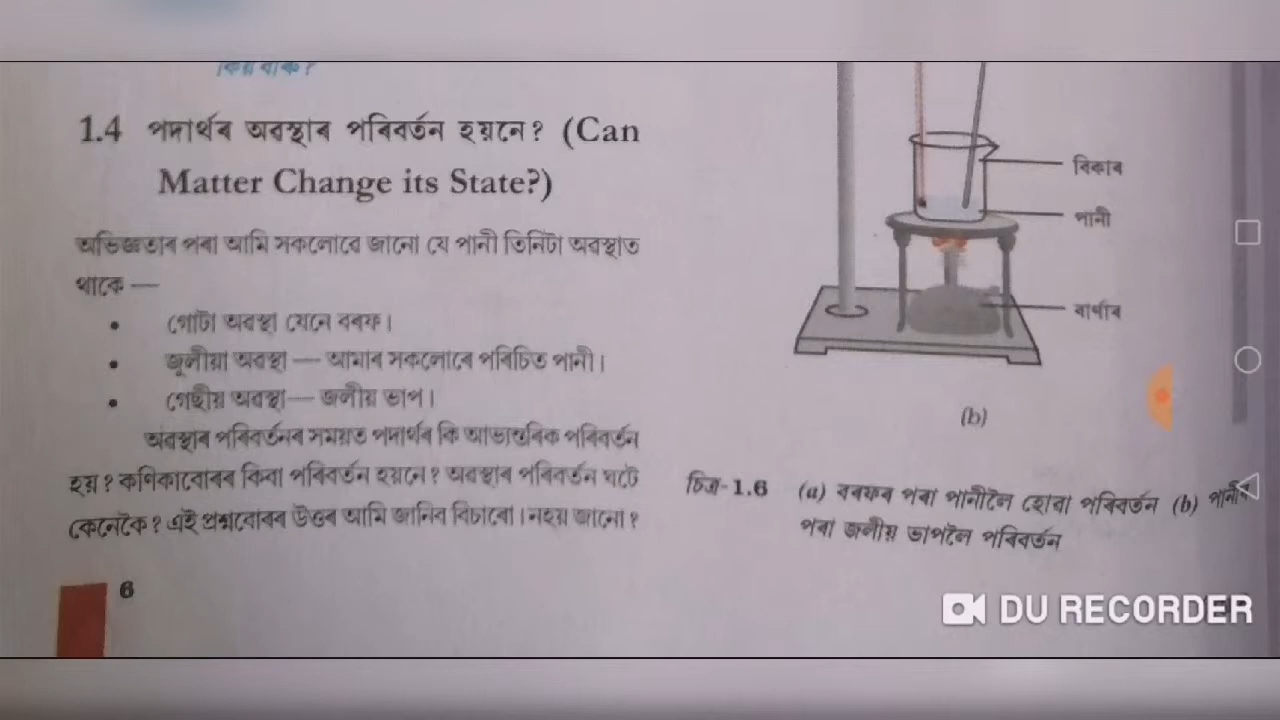 1.4 পদাৰ্থৰ অৱস্থাৰ পৰিবৰ্তন হয়নে? (Can
Matter Change its State?)
অভিজ্ঞতাৰ পৰা আমি সকলোৱে জানো যে পানী তিনিটা অৱস্থাত
থাকে —
• গোটা অৱস্থা যেনে বৰফ।
• জুলীয়া অৱস্থা — আমাৰ সকলোৰে পৰিচিত পানী।
• গেছীয় অৱস্থা— জলীয় ভাপ।
অৱস্থাৰ পৰিবৰ্তনৰ সময়ত পদাৰ্থৰ কি আভ্যন্তৰিক পৰিবৰ্তন
হয়? কণিকাবোৰৰ কিবা পৰিবৰ্তন হয়নে? অৱস্থাৰ পৰিবৰ্তন ঘটে
কেনেকৈ? এই প্ৰশ্নবোৰৰ উত্তৰ আমি জানিব বিচাৰো। নহয় জানো?
6
বিকাৰ
পানী
বাৰ্ণাৰ
(b)
চিত্ৰ-1.6 (a) বৰফৰ পৰা পানীলৈ হোৱা পৰিবৰ্তন (b) পানীৰ
পৰা জলীয় ভাপলৈ পৰিবৰ্তন
DU RECORDER